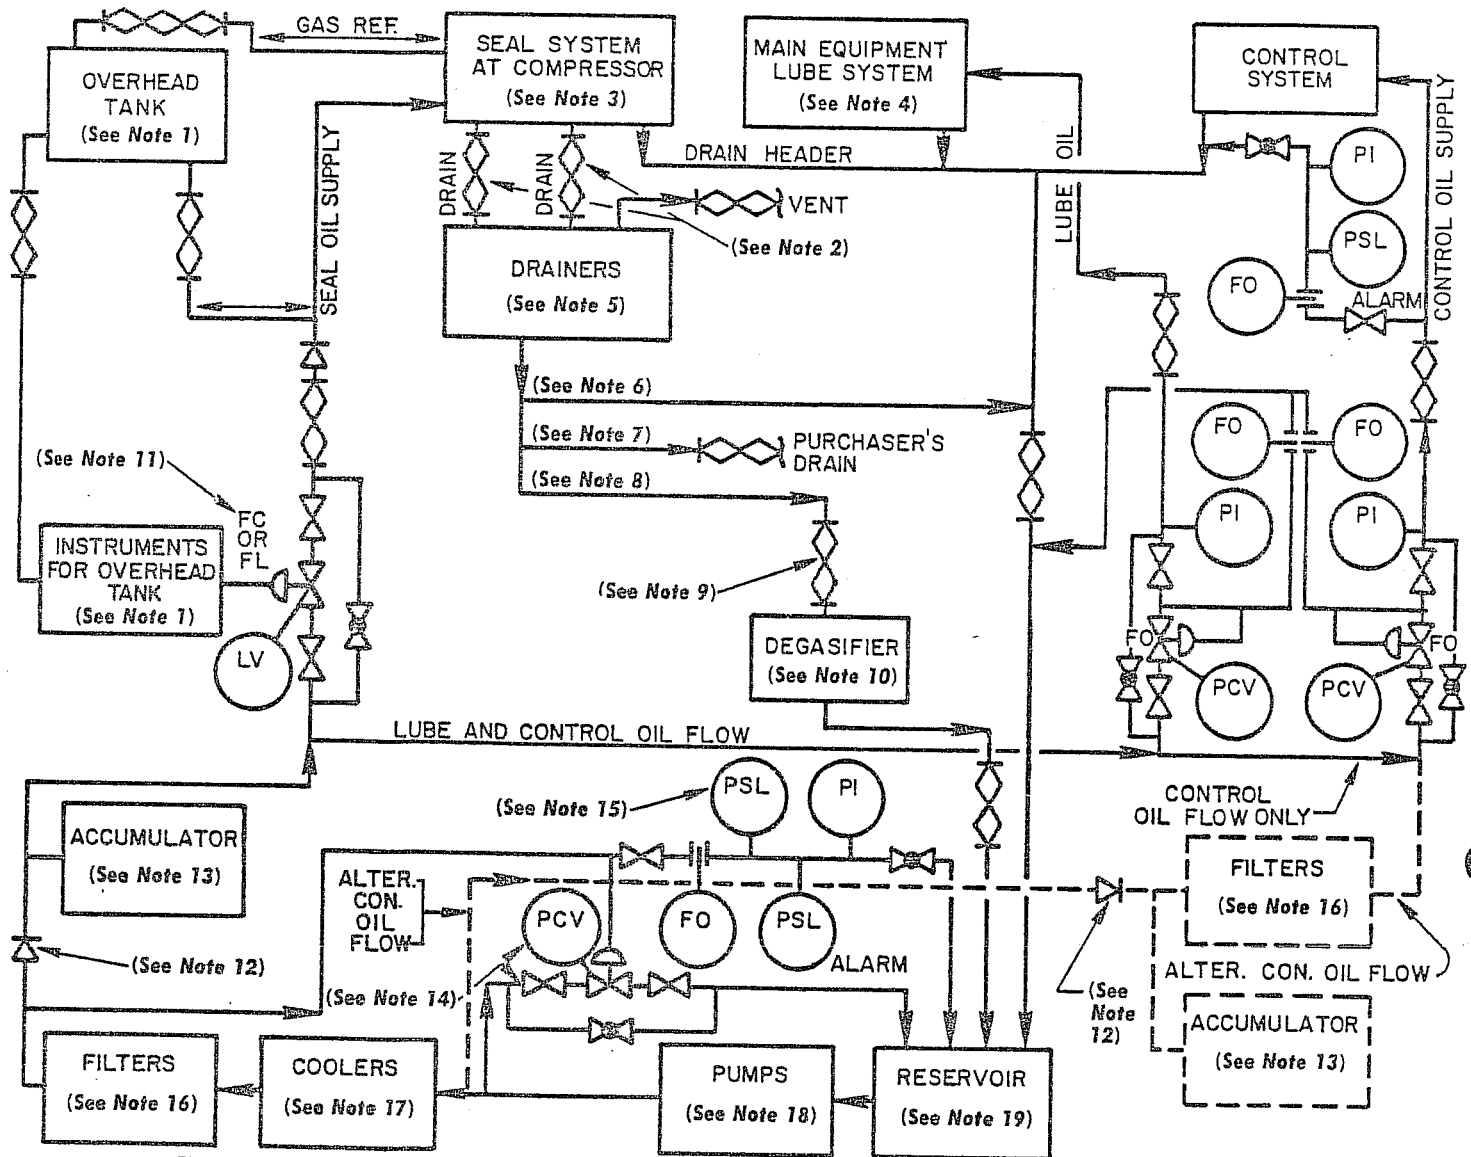 GAS REF.
OVERHEAD
TANK
(See Note 1)
SEAL SYSTEM
AT COMPRESSOR
(See Note 3)
MAIN EQUIPMENT
LUBE SYSTEM
(See Note 4)
CONTROL
SYSTEM
SEAL OIL SUPPLY
DRAIN
DRAIN
DRAIN HEADER
LUBE OIL
CONTROL OIL SUPPLY
PI
PSL
FO
ALARM
VENT
(See Note 2)
DRAINERS
(See Note 5)
(See Note 6)
(See Note 7)
PURCHASER'S
DRAIN
(See Note 8)
(See Note 9)
DEGASIFIER
(See Note 10)
(See Note 11)
FC
OR
FL
INSTRUMENTS
FOR OVERHEAD
TANK
(See Note 1)
LV
FO
FO
PI
PI
FO
FO
PCV
PCV
LUBE AND CONTROL OIL FLOW
CONTROL
OIL FLOW ONLY
ACCUMULATOR
(See Note 13)
(See Note 15)
PSL
PI
ALTER.
CON.
OIL
FLOW
PCV
FO
PSL
ALARM
(See Note 12)
(See Note 14)
FILTERS
(See Note 16)
ALTER. CON. OIL FLOW
(See
Note
12)
ACCUMULATOR
(See Note 13)
FILTERS
(See Note 16)
COOLERS
(See Note 17)
PUMPS
(See Note 18)
RESERVOIR
(See Note 19)